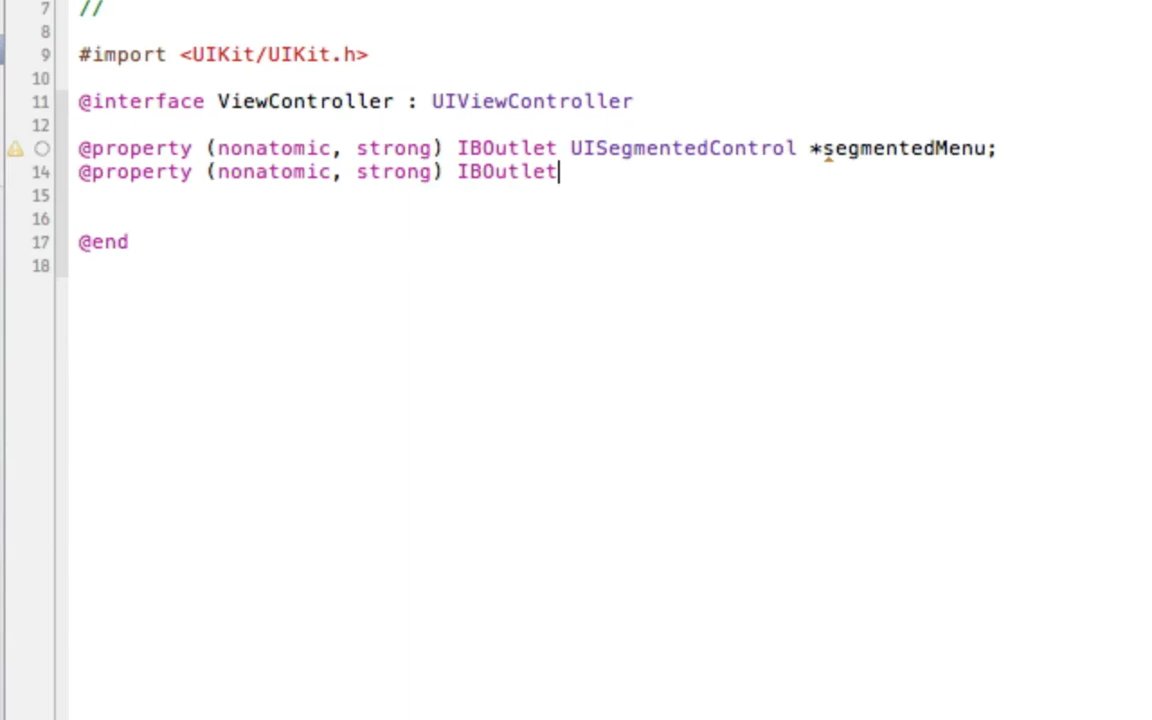 7 //
8
9 #import <UIKit/UIKit.h>
10
11 @interface ViewController : UIViewController
12
@property (nonatomic, strong) IBOutlet UISegmentedControl *segmentedMenu;
14 @property (nonatomic, strong) IBOutlet
15
16
17 @end
18